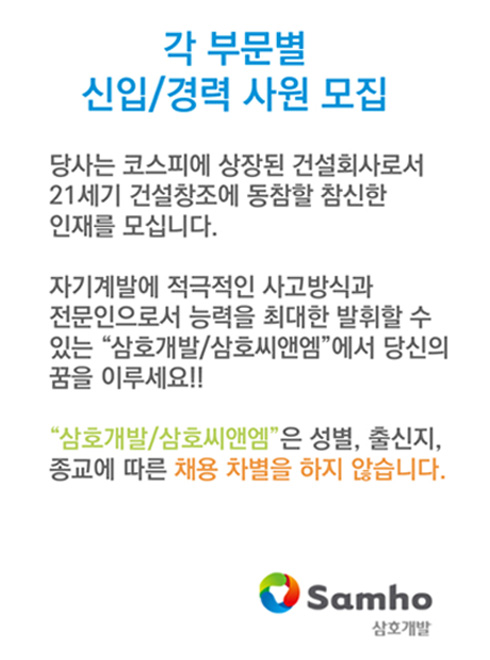 각 부문별
신입/경력 사원 모집
당사는 코스피에 상장된 건설회사로서
21세기 건설창조에 동참할 참신한
인재를 모십니다.
자기계발에 적극적인 사고방식과
전문인으로서 능력을 최대한 발휘할 수
있는 “삼호개발/삼호씨앤엠”에서 당신의
꿈을 이루세요!!
“삼호개발/삼호씨앤엠”은 성별, 출신지,
종교에 따른 채용 차별을 하지 않습니다.
Samho
삼호개발